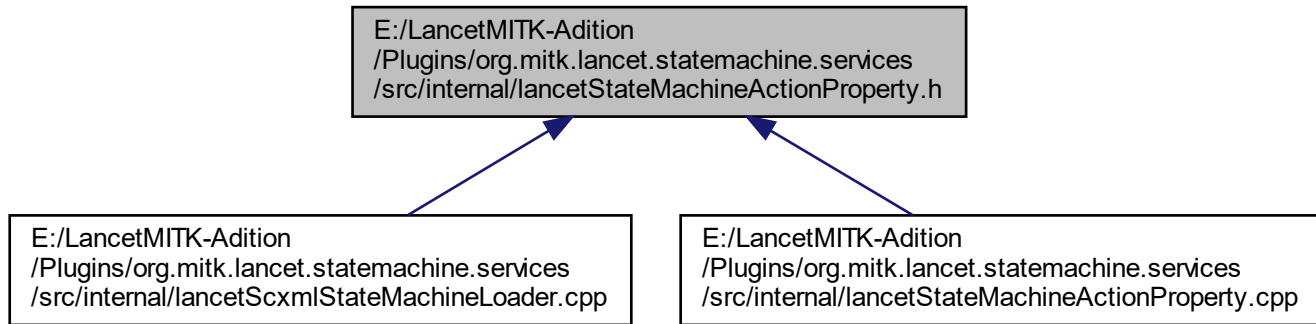 E:/LancetMITK-Adition
/Plugins/org.mitk.lancet.statemachine.services
/src/internal/lancetStateMachineActionProperty.h
E:/LancetMITK-Adition
/Plugins/org.mitk.lancet.statemachine.services
/src/internal/lancetScxmlStateMachineLoader.cpp
E:/LancetMITK-Adition
/Plugins/org.mitk.lancet.statemachine.services
/src/internal/lancetStateMachineActionProperty.cpp